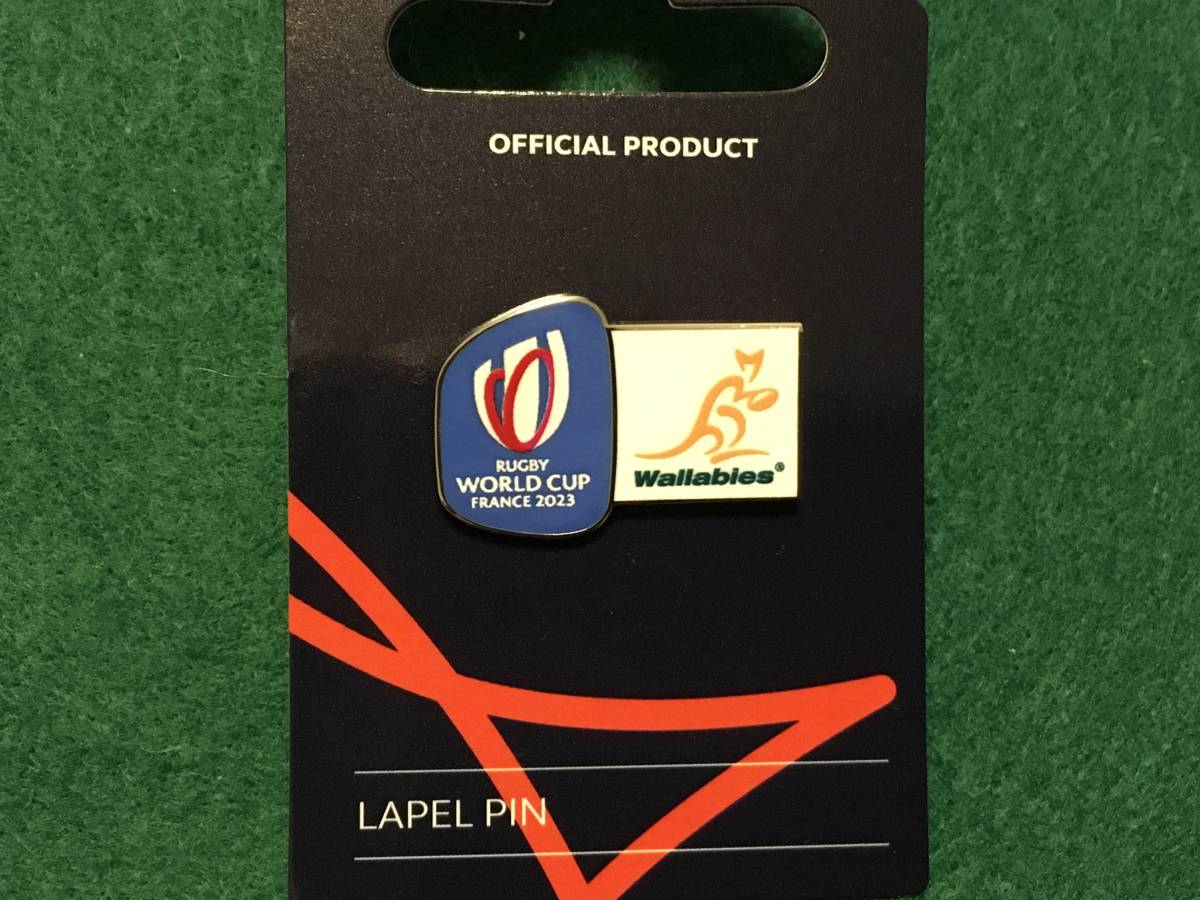 OFFICIAL PRODUCT
RUGBY
WORLD CUP
FRANCE 2023
Wallabies®
LAPEL PIN